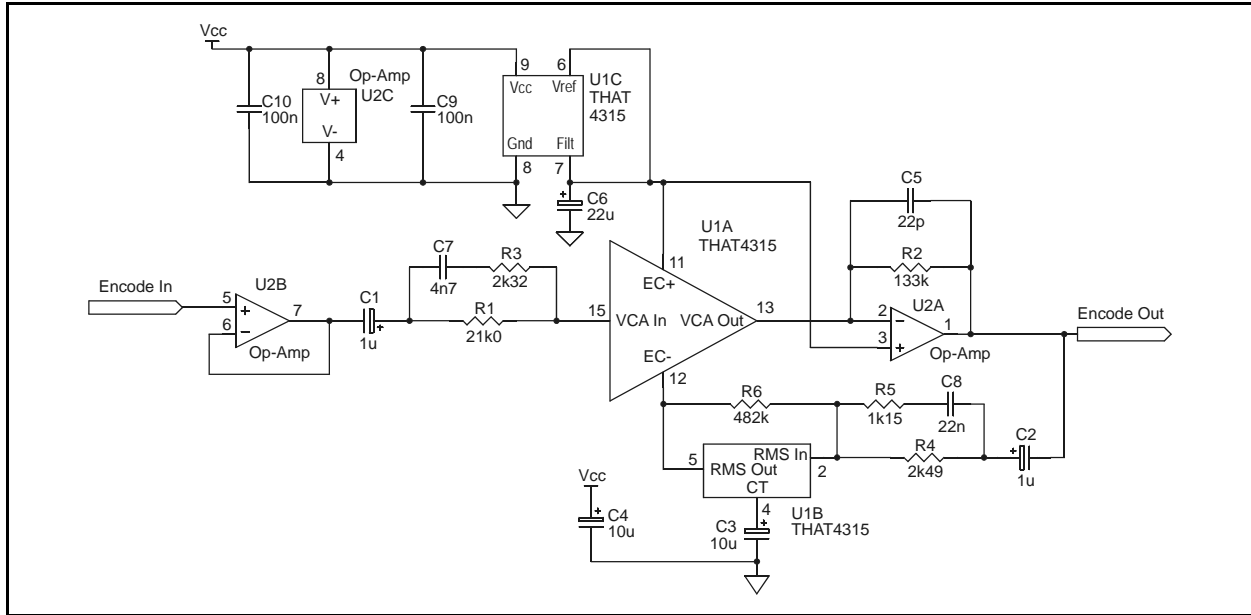 Vcc
C10
100n
8
Op-Amp
U2C
V+
V-
4
C9
100n
9
6
Vcc
Vref
Gnd
Filt
8
7
U1C
THAT
4315
+
C6
22u
C5
22p
R2
133k
U1A
THAT4315
C7
4n7
R3
2k32
11
EC+
Encode In
U2B
5
+
6
−
7
Op-Amp
C1
+
1u
R1
21k0
15
VCA In
VCA Out
13
EC-
12
2
−
3
+
U2A
1
Op-Amp
Encode Out
R6
482k
R5
1k15
C8
22n
R4
2k49
C2
+
1u
5
RMS In
RMS Out
2
CT
4
U1B
THAT4315
Vcc
+
C4
10u
C3
10u
+